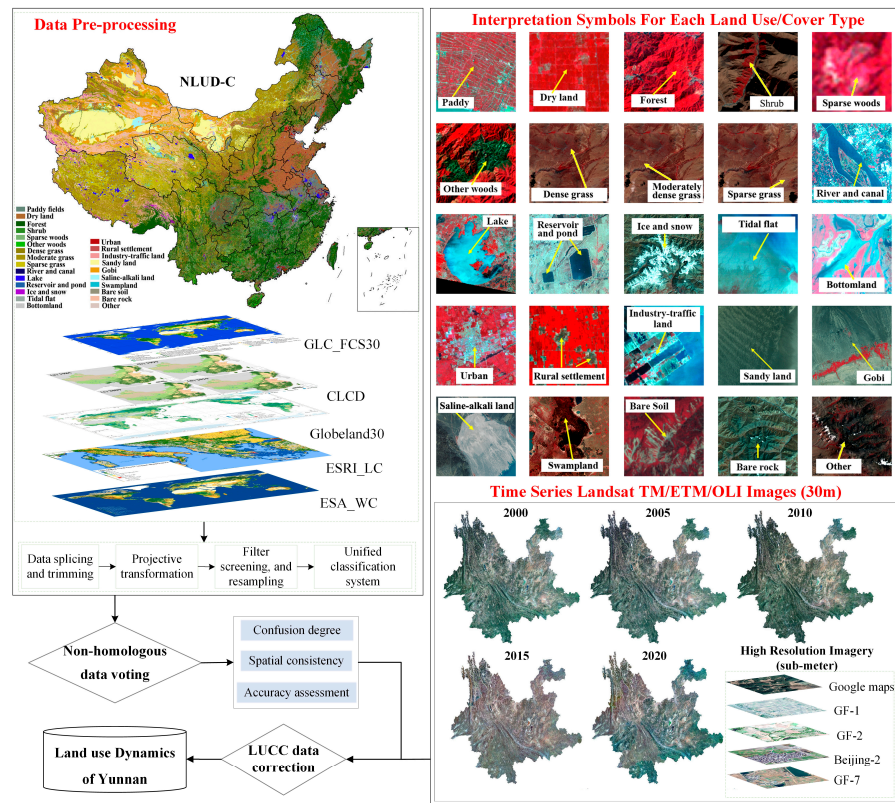 Data Pre-processing
NLUD-C
Paddy fields
Dry land
Forest
Shrub
Sparse woods
Other woods
Dense grass
Moderate grass
Sparse grass
River and canal
Lake
Reservoir and pond
Ice and snow
Tidal flat
Bottomland
Urban
Rural settlement
Industry-traffic land
Sandy land
Gobi
Saline-alkali land
Swampland
Bare soil
Bare rock
Other
GLC_FCS30
CLCD
Globeland30
ESRI_LC
ESA_WC
Data splicing
and trimming
Projective
transformation
Filter
screening, and
resampling
Unified
classification
system
Non-homologous
data voting
Confusion degree
Spatial consistency
Accuracy assessment
LUCC data
correction
Land use Dynamics
of Yunnan
Interpretation Symbols For Each Land Use/Cover Type
Paddy
Dry land
Forest
Shrub
Sparse woods
Other woods
Dense grass
Moderately
dense grass
Sparse grass
River and canal
Lake
Reservoir
and pond
Ice and snow
Tidal flat
Bottomland
Urban
Rural settlement
Industry-traffic
land
Sandy land
Gobi
Saline-alkali land
Swampland
Bare Soil
Bare rock
Other
Time Series Landsat TM/ETM/OLI Images (30m)
2000
2005
2010
2015
2020
High Resolution Imagery
(sub-meter)
Google maps
GF-1
GF-2
Beijing-2
GF-7